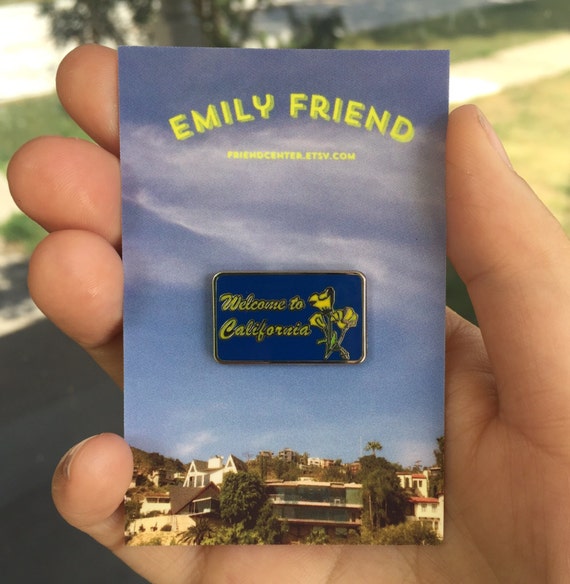 EMILY FRIEND
FRIENDCENTER.ETSY.COM
Welcome to
California